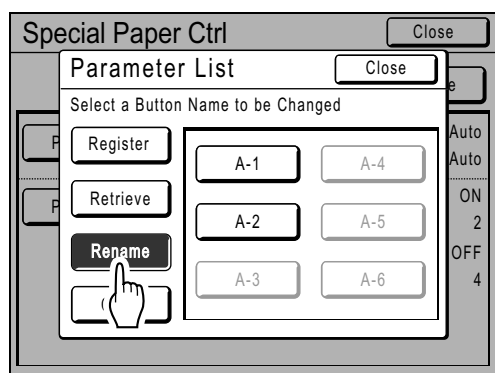 Special Paper Ctrl
Close
Parameter List
Close
Select a Button Name to be Changed
Register
Retrieve
Rename
A-1
A-4
A-2
A-5
A-3
A-6
Auto
Auto
ON
2
OFF
4